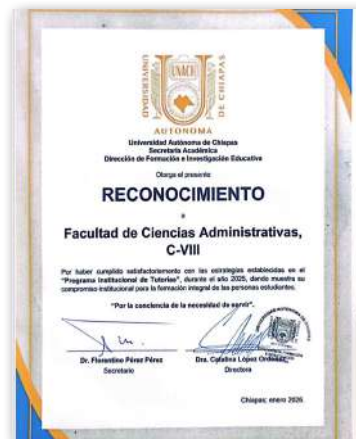 UNIVERSIDAD
UNACH
DE CHIAPAS
AUTÓNOMA
Universidad Autónoma de Chiapas
Secretaría Académica
Dirección de Formación e Investigación Educativa
Otorga el presente
RECONOCIMIENTO
a
Facultad de Ciencias Administrativas,
C-VIII
Por haber cumplido satisfactoriamente con las estrategias establecidas en el
"Programa Institucional de Tutorías", durante el año 2025, dando muestra su
compromiso institucional para la formación integral de las personas estudiantes.
"Por la conciencia de la necesidad de servir".
Dr. Florentino Pérez Pérez
Secretario
Dra. Catalina López Ordóñez
Directora
Chiapas; enero 2026